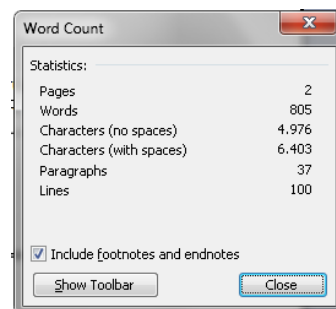 Word Count
Statistics:
Pages 2
Words 805
Characters (no spaces) 4.976
Characters (with spaces) 6.403
Paragraphs 37
Lines 100
Include footnotes and endnotes
Show Toolbar Close